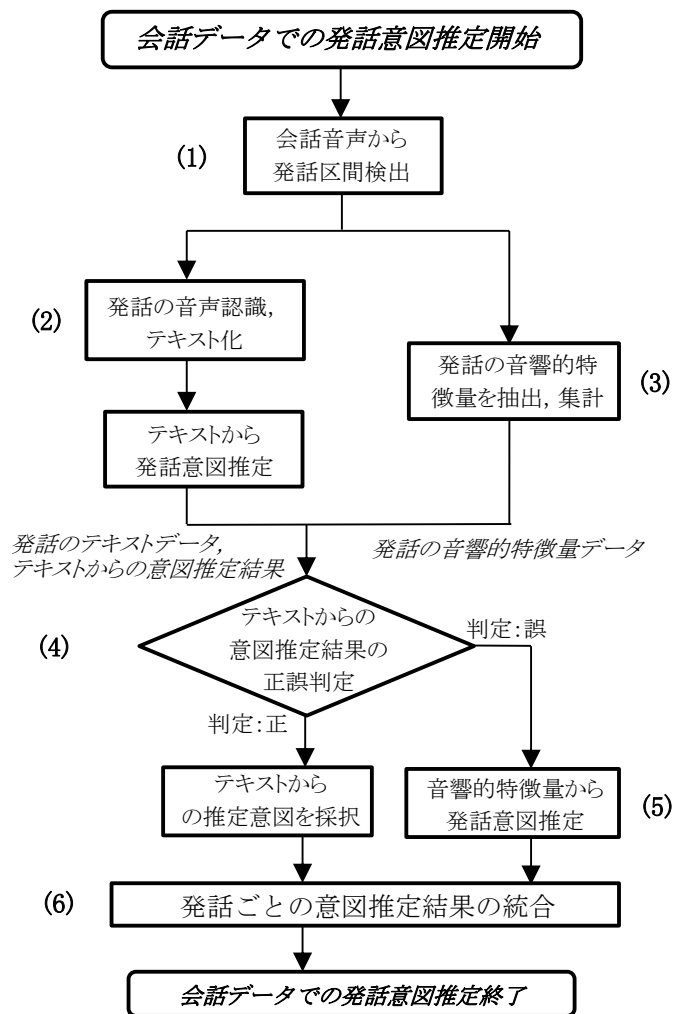 会話データでの発話意図推定開始
(1)
会話音声から
発話区間検出
(2)
発話の音声認識,
テキスト化
発話の音響的特
徴量を抽出, 集計
(3)
テキストから
発話意図推定
発話のテキストデータ,
テキストからの意図推定結果
発話の音響的特徴量データ
(4)
テキストからの
意図推定結果の
正誤判定
判定:誤
判定:正
テキストから
の推定意図を採択
音響的特徴量から
発話意図推定
(5)
(6)
発話ごとの意図推定結果の統合
会話データでの発話意図推定終了